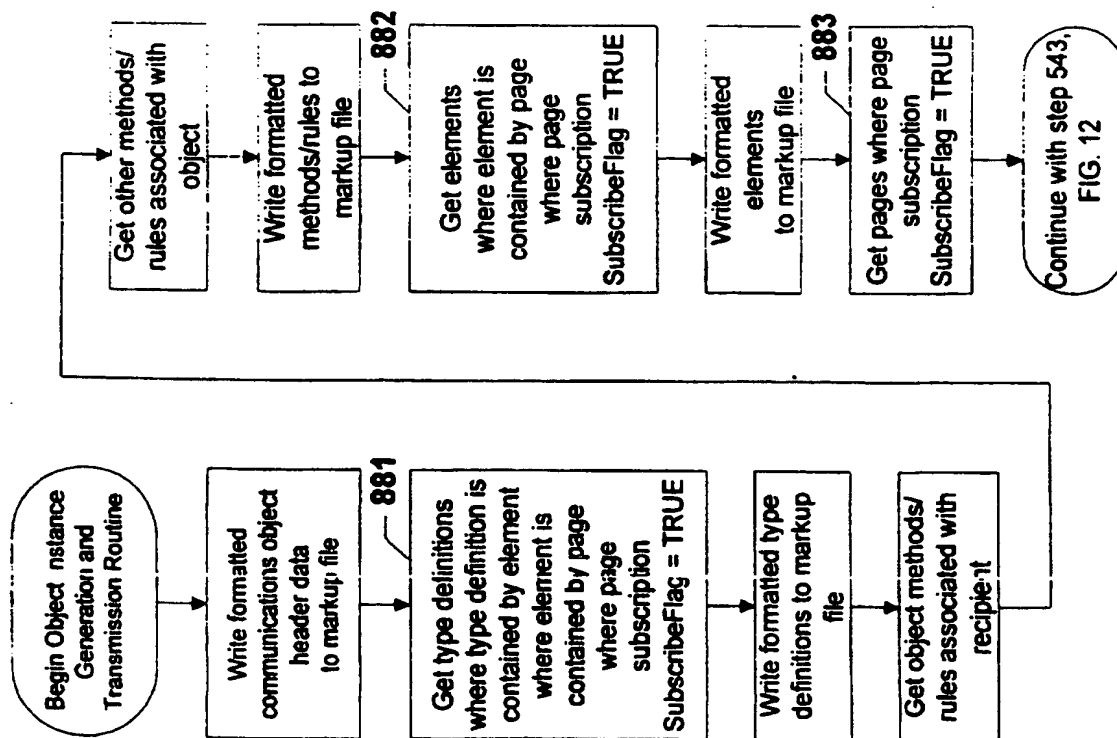 Begin Object nstance
Generation and
Transmission Routine
Write formatted
communications object
header data
to markup file
881
Get type definitions
where type definition is
contained by element
where element is
contained by page
where page
subscription
SubscribeFlag = TRUE
Write formatted type
definitions to markup
file
Get object methods/
rules associated with
recipient
Get other methods/
rules associated with
object
Write formatted
methods/rules to
markup file
882
Get elements
where element is
contained by page
where page
subscription
SubscribeFlag = TRUE
Write formatted
elements
to markup file
883
Get pages where page
subscription
SubscribeFlag = TRUE
Continue with step 543,
FIG. 12